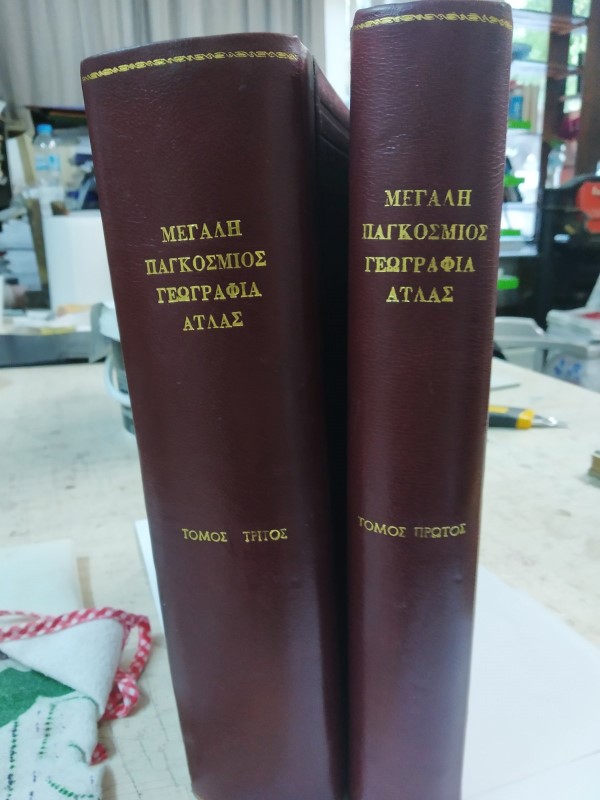 ΜΕΓΑΛΗ
ΠΑΓΚΟΣΜΙΟΣ
ΓΕΩΓΡΑΦΙΑ
ΑΤΛΑΣ
ΤΟΜΟΣ ΤΡΙΤΟΣ
ΜΕΓΑΛΗ
ΠΑΓΚΟΣΜΙΟΣ
ΓΕΩΓΡΑΦΙΑ
ΑΤΛΑΣ
ΤΟΜΟΣ ΠΡΩΤΟΣ